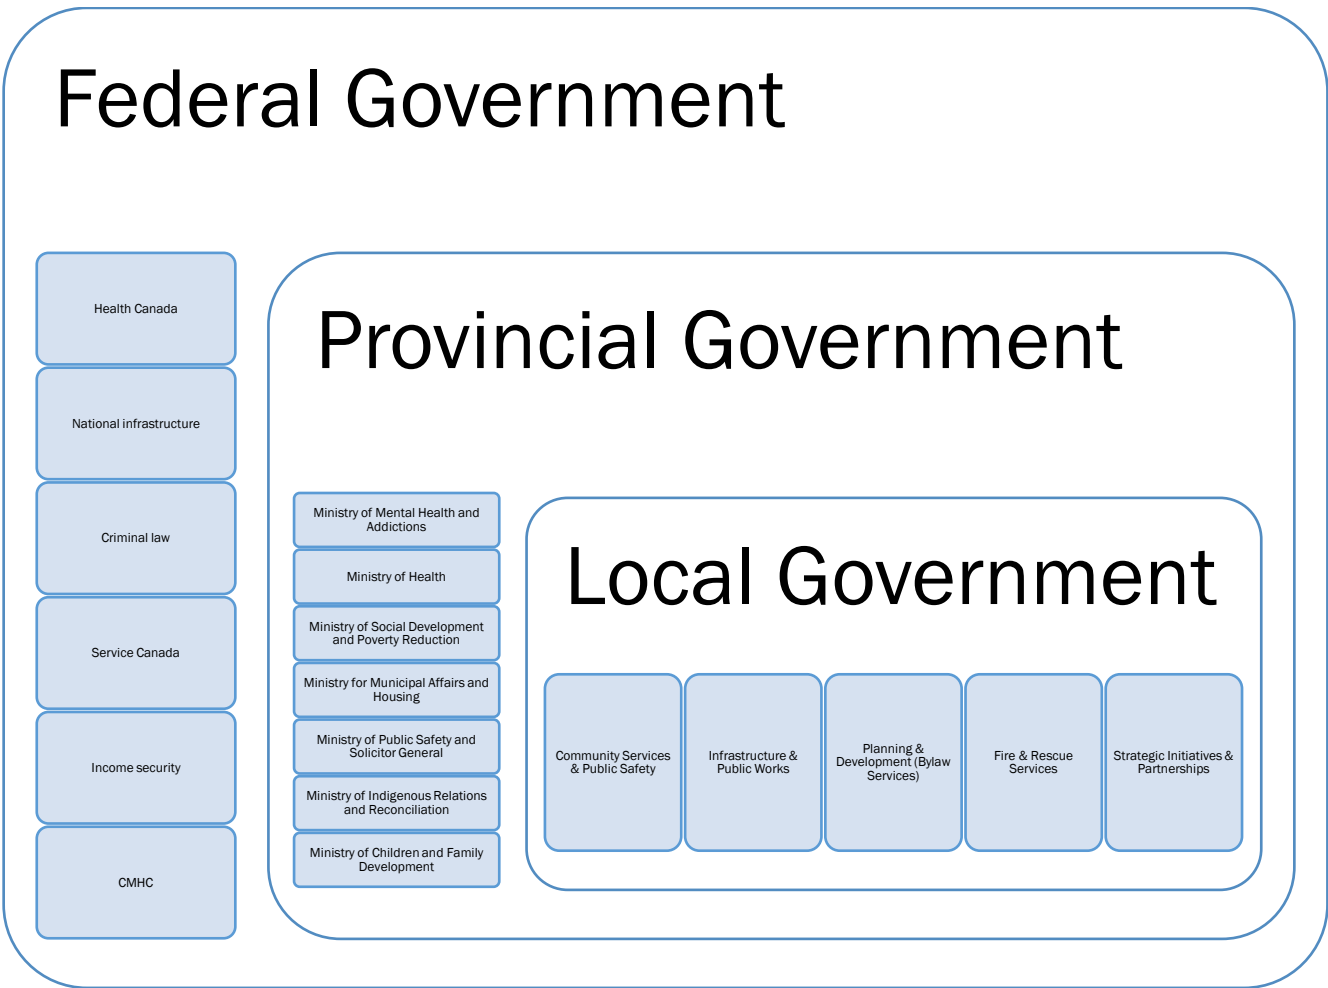 Federal Government
Health Canada
National infrastructure
Criminal law
Service Canada
Income security
CMHC
Provincial Government
Ministry of Mental Health and
Addictions
Ministry of Health
Ministry of Social Development
and Poverty Reduction
Ministry for Municipal Affairs and
Housing
Ministry of Public Safety and
Solicitor General
Ministry of Indigenous Relations
and Reconciliation
Ministry of Children and Family
Development
Local Government
Community Services
& Public Safety
Infrastructure &
Public Works
Planning &
Development (Bylaw
Services)
Fire & Rescue
Services
Strategic Initiatives &
Partnerships